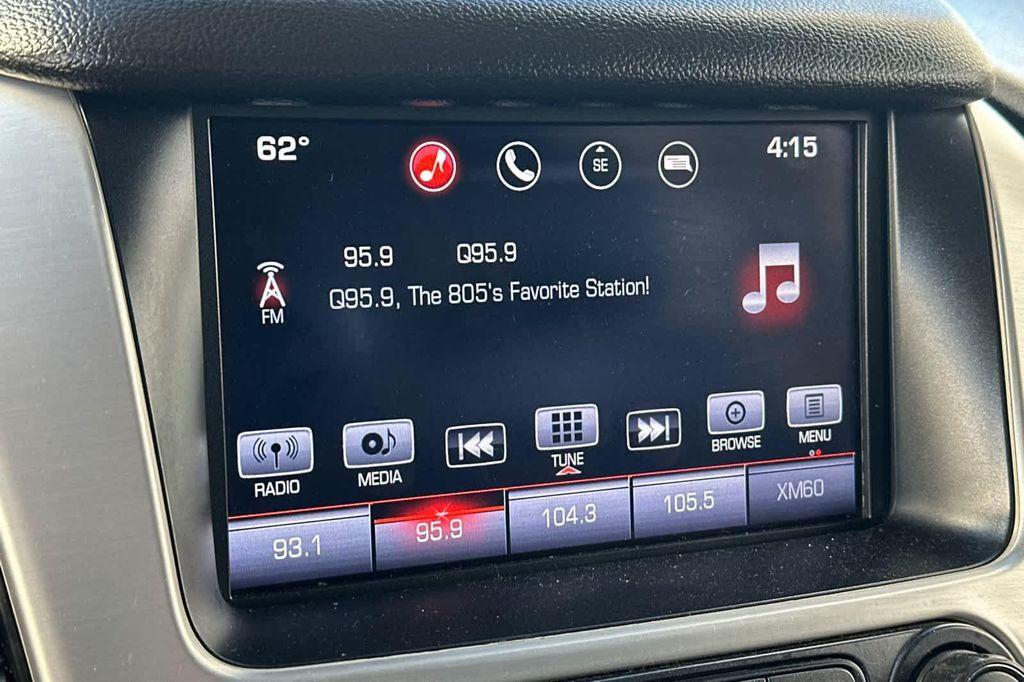 62° SE 4:15
95.9 Q95.9
Q95.9, The 805's Favorite Station!
FM
RADIO MEDIA TUNE BROWSE MENU
93.1 95.9 104.3 105.5 XM60